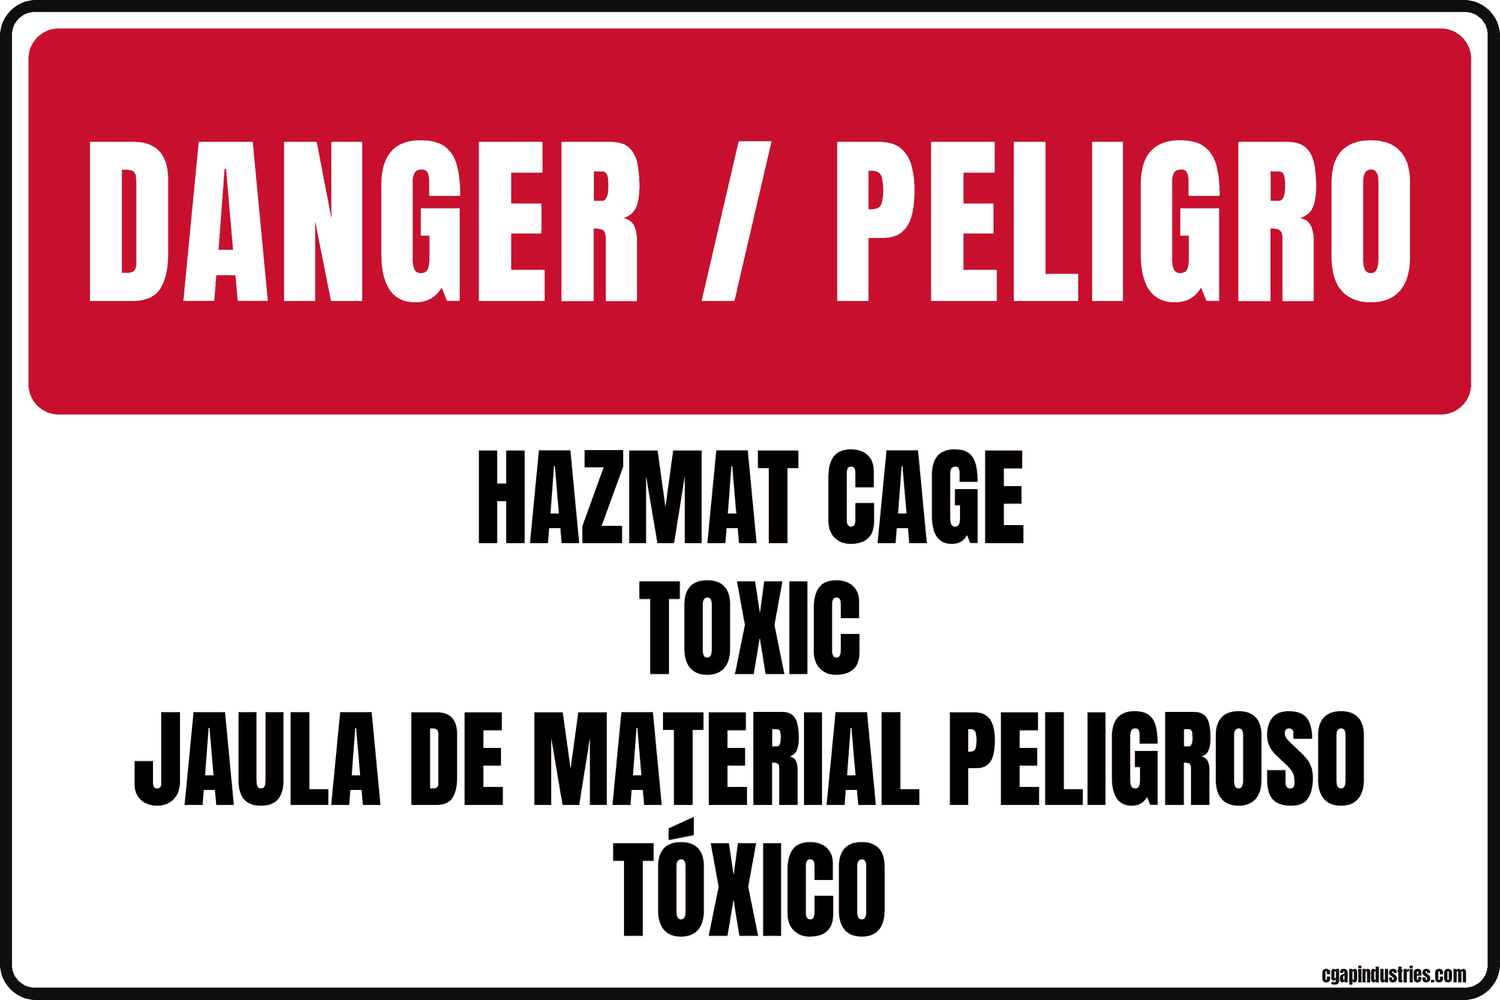 DANGER / PELIGRO
HAZMAT CAGE
TOXIC
JAULA DE MATERIAL PELIGROSO
TÓXICO
cgapindustries.com